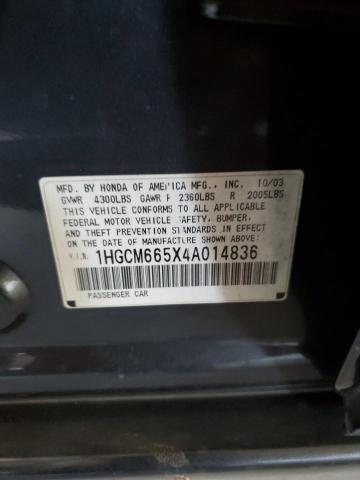 MFD. BY HONDA OF AMERICA MFG., INC. 10/03
GVWR 4300LBS GAWR F 2360LBS R 2005LBS
THIS VEHICLE CONFORMS TO ALL APPLICABLE
FEDERAL MOTOR VEHICLE SAFETY, BUMPER,
AND THEFT PREVENTION STANDARDS IN EFFECT ON
THE DATE OF MANUFACTURE SHOWN ABOVE.
V.I.N. 1HGCM665X4A014836
PASSENGER CAR